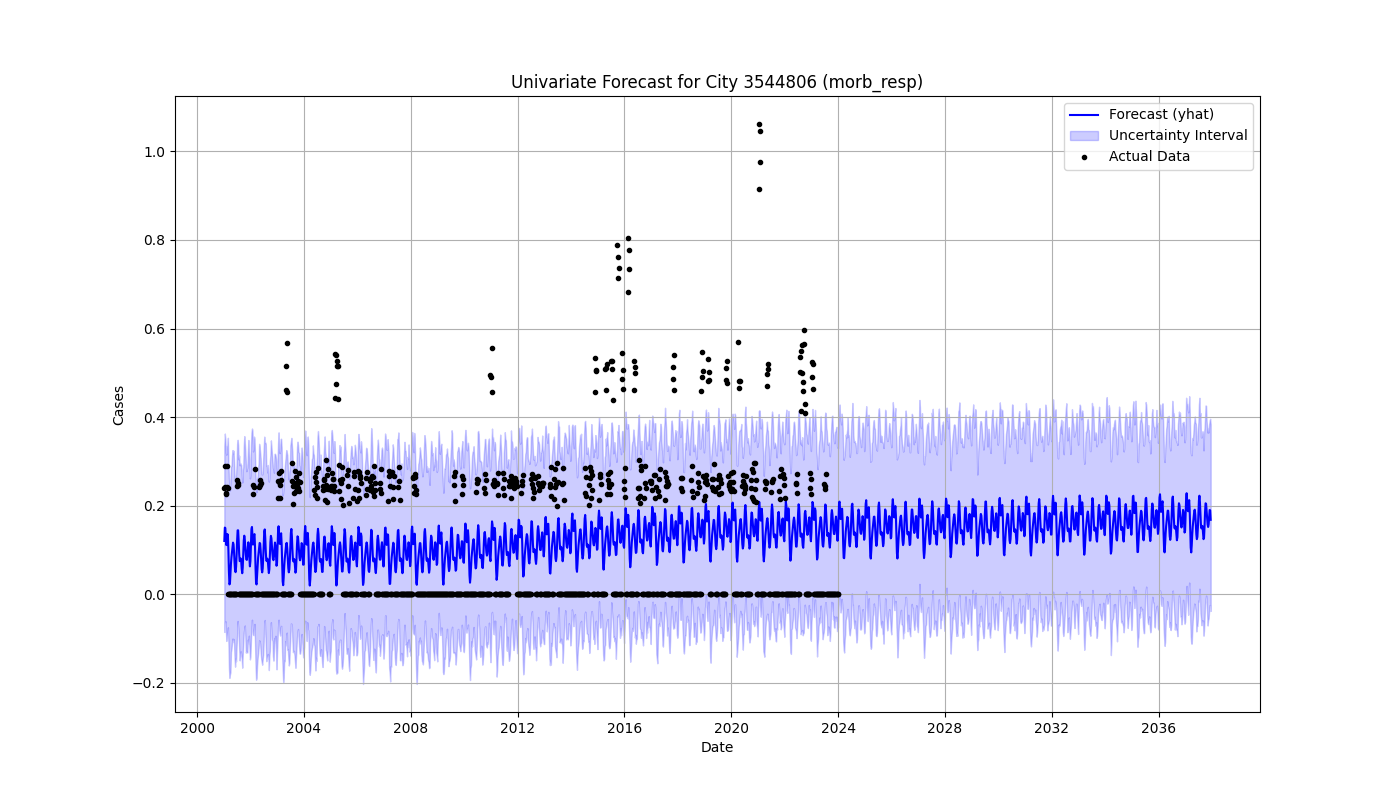 Univariate Forecast for City 3544806 (morb_resp)
Forecast (yhat)
Uncertainty Interval
Actual Data
Cases
1.0
0.8
0.6
0.4
0.2
0.0
−0.2
2000 2004 2008 2012 2016 2020 2024 2028 2032 2036
Date